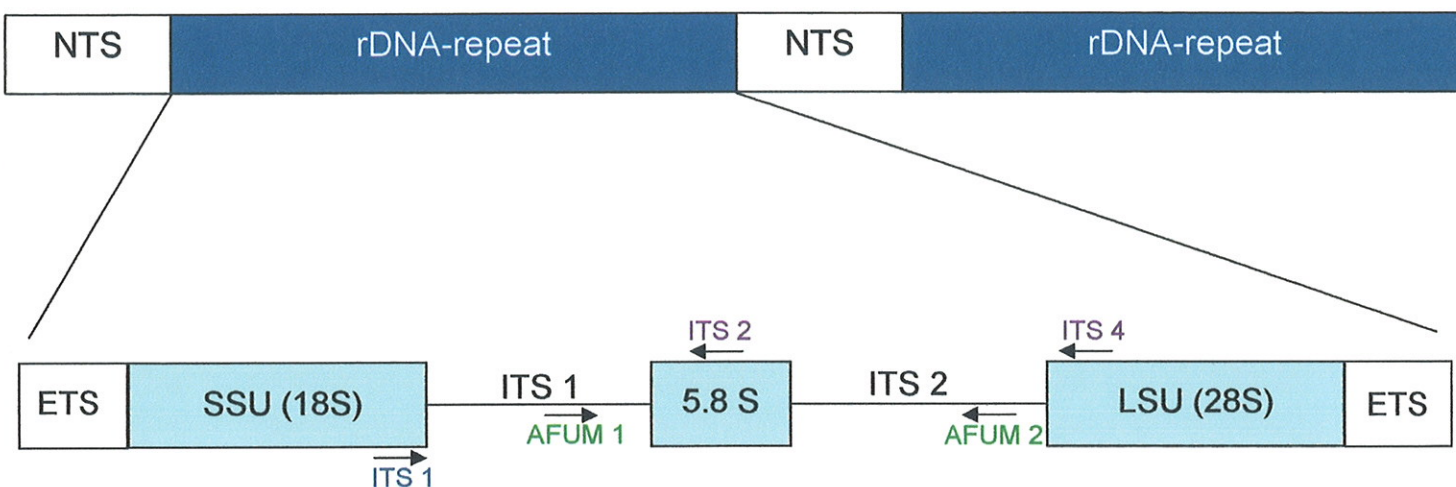 NTS rDNA-repeat NTS rDNA-repeat
ITS 2 ITS 4
ETS SSU (18S) ITS 1 5.8 S ITS 2 LSU (28S) ETS
AFUM 1 AFUM 2
ITS 1